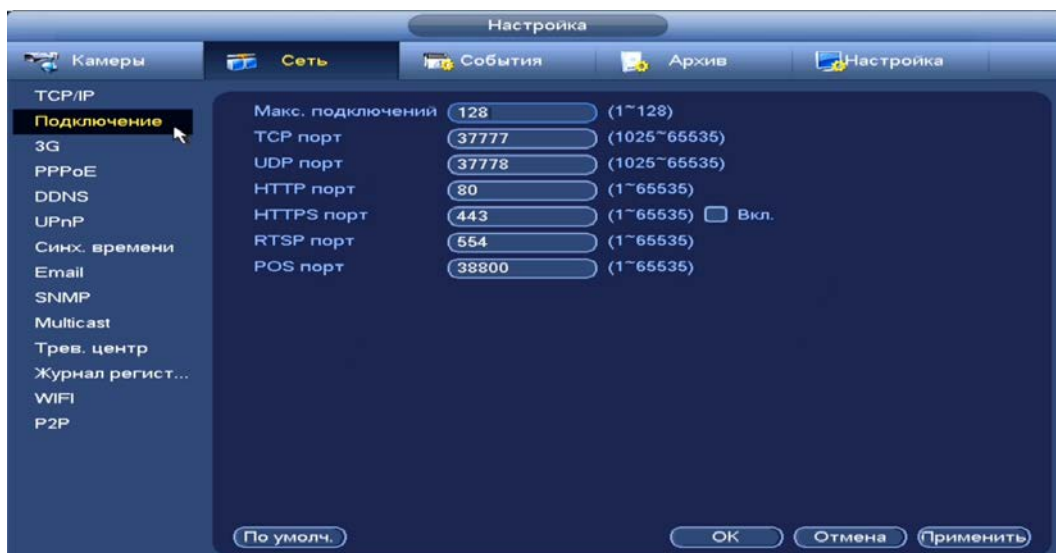 Настройка
Камеры Сеть События Архив Настройка
TCP/IP
Подключение
3G
PPPoE
DDNS
UPnP
Синх. времени
Email
SNMP
Multicast
Трев. центр
Журнал регист...
WIFI
P2P
Макс. подключений 128 (1~128)
TCP порт 37777 (1025~65535)
UDP порт 37778 (1025~65535)
HTTP порт 80 (1~65535)
HTTPS порт 443 (1~65535) Вкл.
RTSP порт 554 (1~65535)
POS порт 38800 (1~65535)
По умолч. OK Отмена Применить